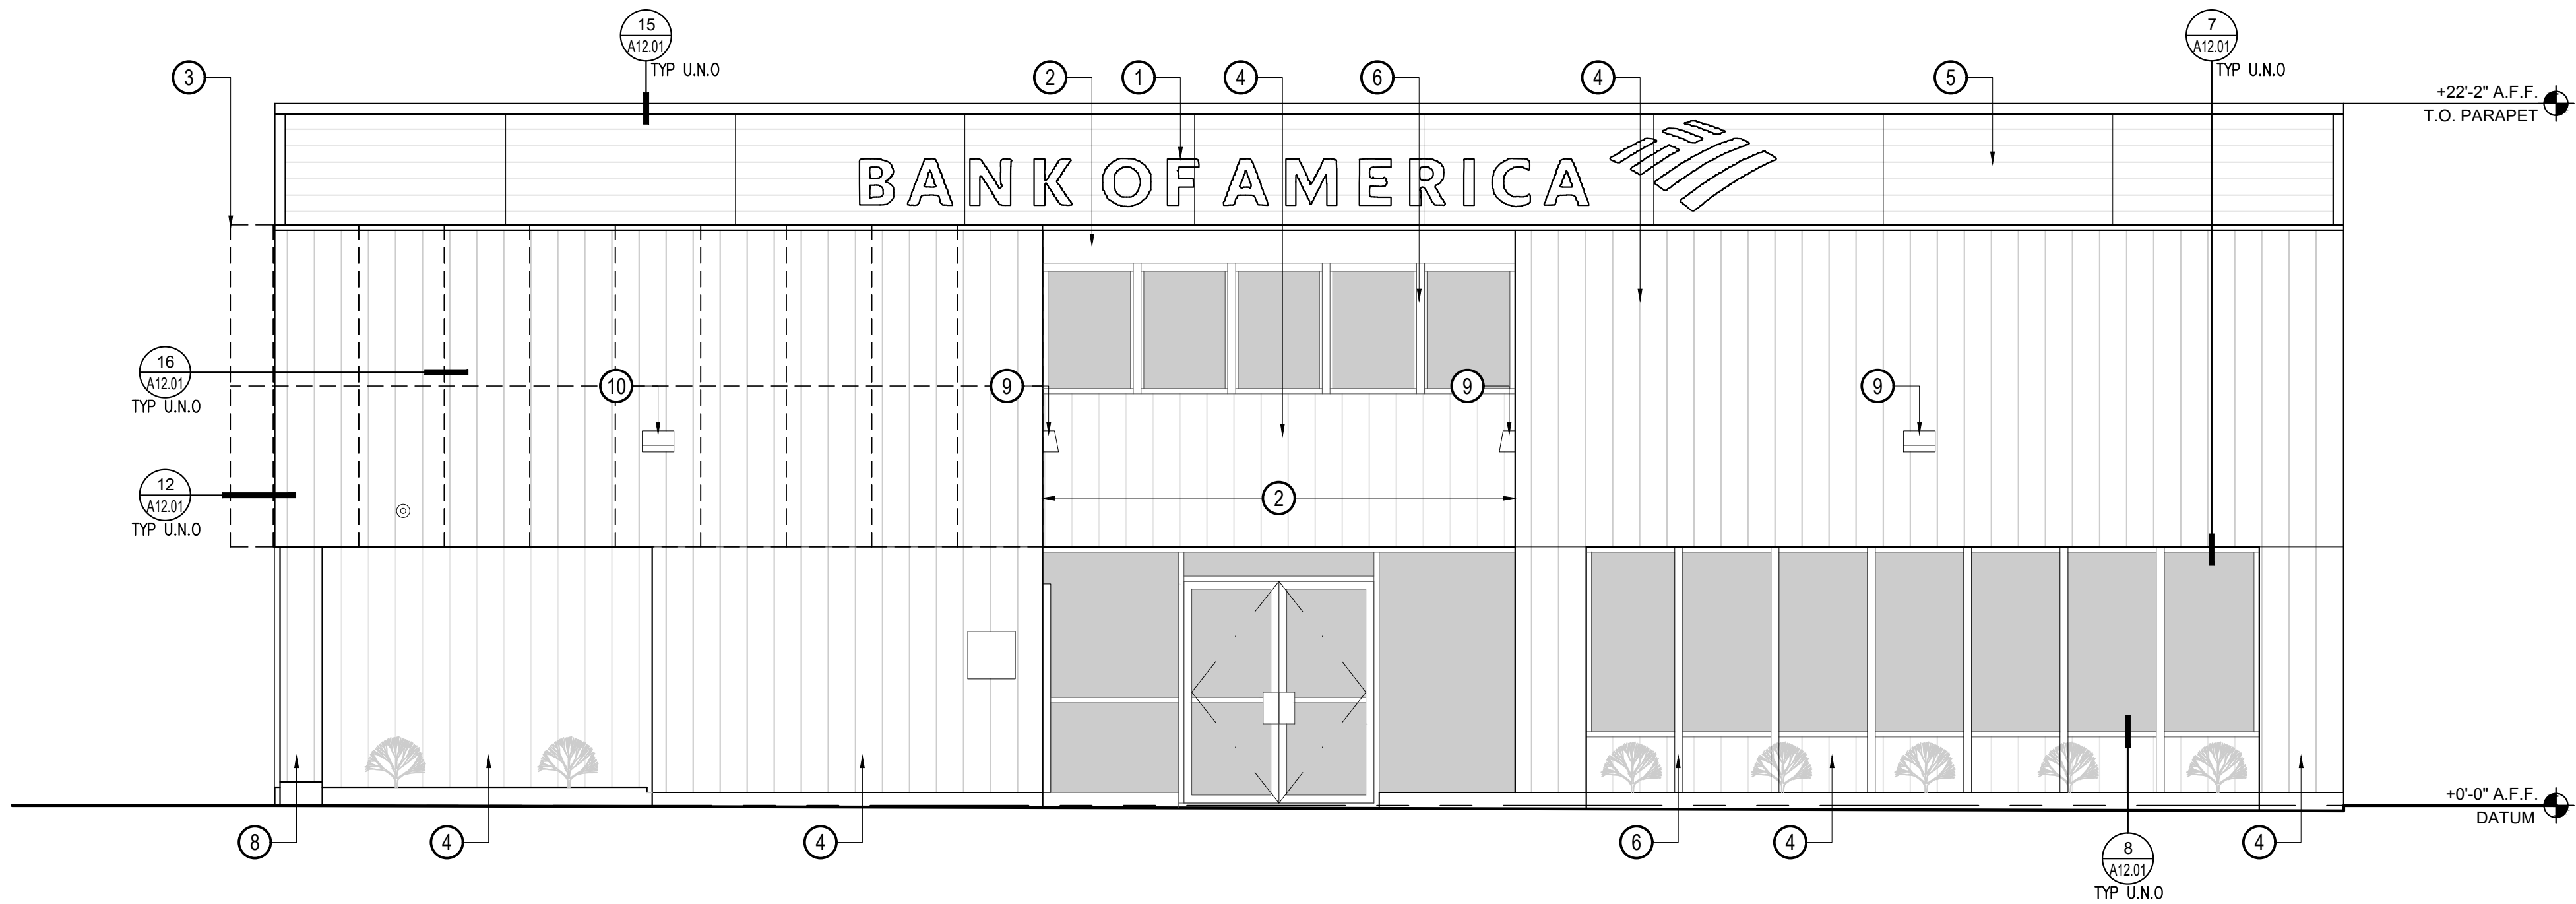 15
A12.01
TYP U.N.O
7
A12.01
TYP U.N.O
3
2
1
4
6
4
5
+22'-2" A.F.F.
T.O. PARAPET
BANK OF AMERICA
16
A12.01
TYP U.N.O
10
9
9
9
12
A12.01
TYP U.N.O
2
+0'-0" A.F.F.
DATUM
8
4
4
6
4
4
8
A12.01
TYP U.N.O